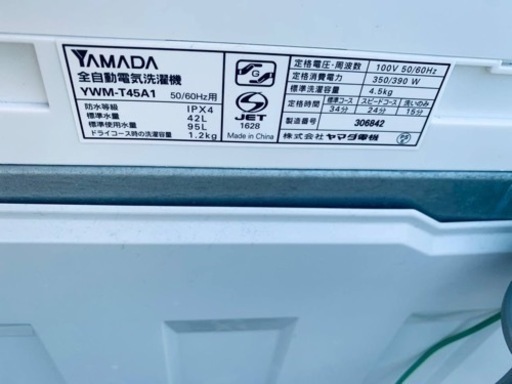 YAMADA
全自動電気洗濯機
YWM-T45A1 50/60Hz用
防水等級 IPX4
標準水量 42L
標準使用水量 95L
ドライコース時の洗濯容量 1.2kg
G
JET
1628
Made in China
定格電圧・周波数 100V 50/60Hz
定格消費電力 350/390 W
標準洗濯容量 4.5kg
標準コース スピードコース 洗いのみ
34分 24分 15分
製造番号 306842
株式会社 ヤマダ電機